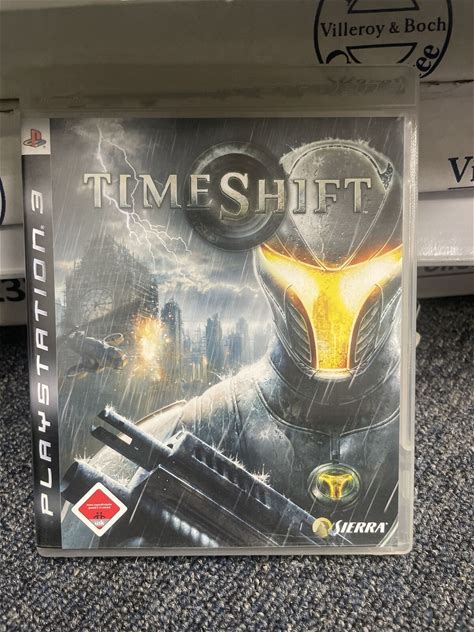 Villeroy & Boch
TIMESHIFT
PLAYSTATION 3
SIERRA